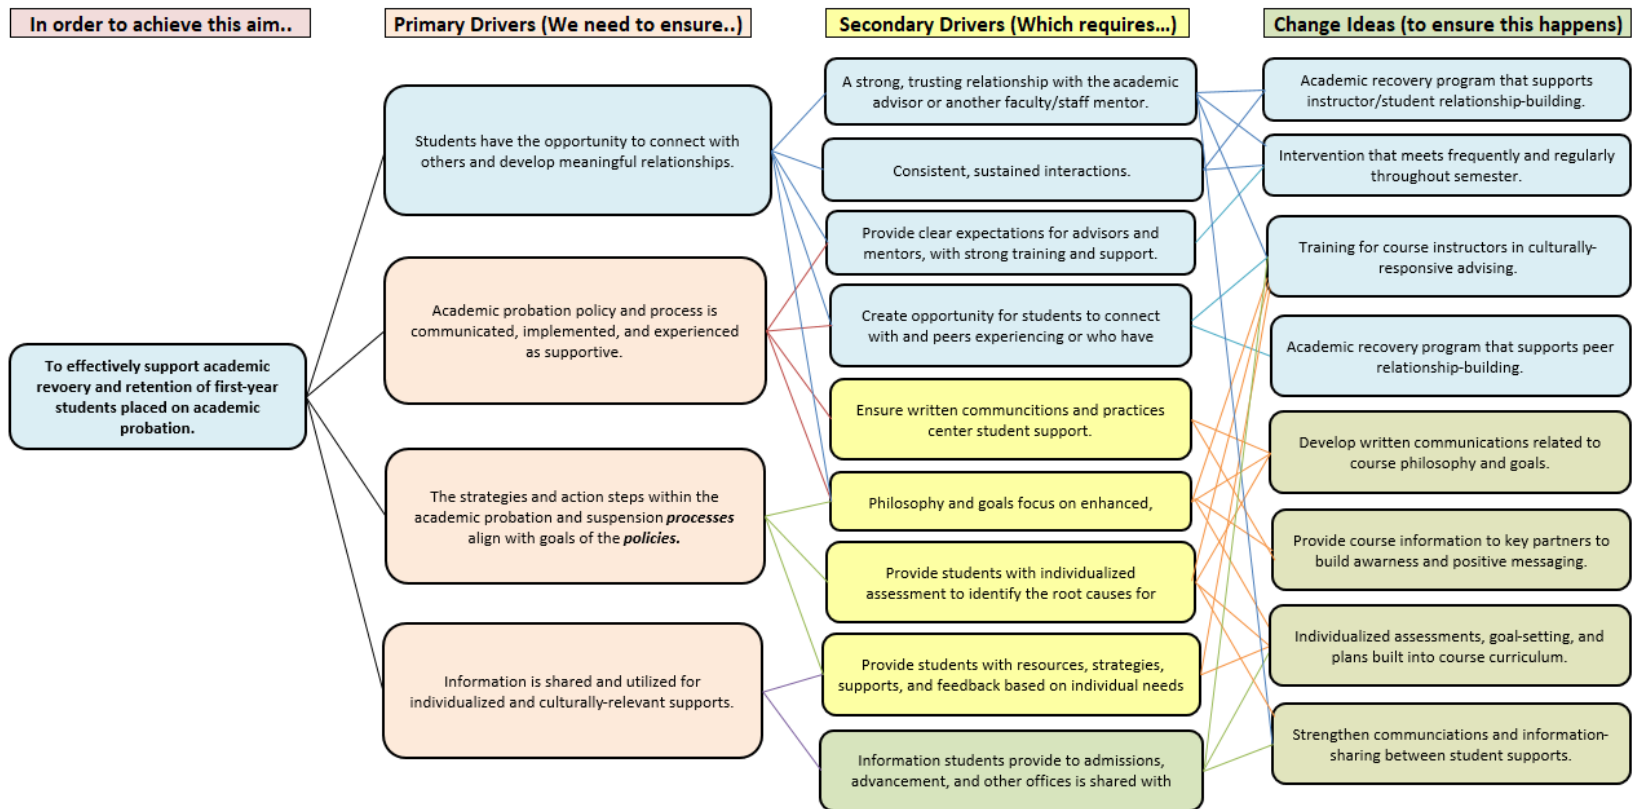 In order to achieve this aim..
Primary Drivers (We need to ensure..)
Secondary Drivers (Which requires...)
Change Ideas (to ensure this happens)
To effectively support academic
revoery and retention of first-year
students placed on academic
probation.
Students have the opportunity to connect with
others and develop meaningful relationships.
Academic probation policy and process is
communicated, implemented, and experienced
as supportive.
The strategies and action steps within the
academic probation and suspension processes
align with goals of the policies.
Information is shared and utilized for
individualized and culturally-relevant supports.
A strong, trusting relationship with the academic
advisor or another faculty/staff mentor.
Consistent, sustained interactions.
Provide clear expectations for advisors and
mentors, with strong training and support.
Create opportunity for students to connect
with and peers experiencing or who have
Ensure written communcitions and practices
center student support.
Philosophy and goals focus on enhanced,
Provide students with individualized
assessment to identify the root causes for
Provide students with resources, strategies,
supports, and feedback based on individual needs
Information students provide to admissions,
advancement, and other offices is shared with
Academic recovery program that supports
instructor/student relationship-building.
Intervention that meets frequently and regularly
throughout semester.
Training for course instructors in culturally-
responsive advising.
Academic recovery program that supports peer
relationship-building.
Develop written communications related to
course philosophy and goals.
Provide course information to key partners to
build awarness and positive messaging.
Individualized assessments, goal-setting, and
plans built into course curriculum.
Strengthen communciations and information-
sharing between student supports.